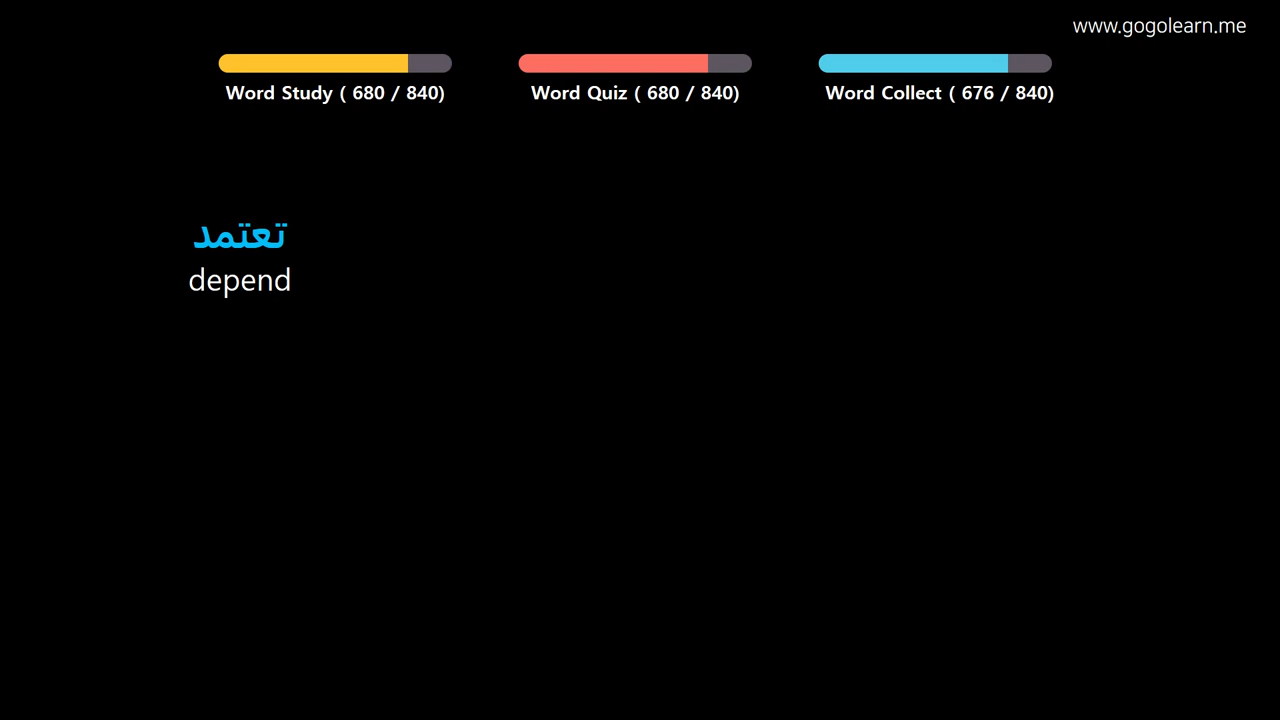 www.gogolearn.me
Word Study ( 680 / 840)
Word Quiz ( 680 / 840)
Word Collect ( 676 / 840)
تعتمد
depend